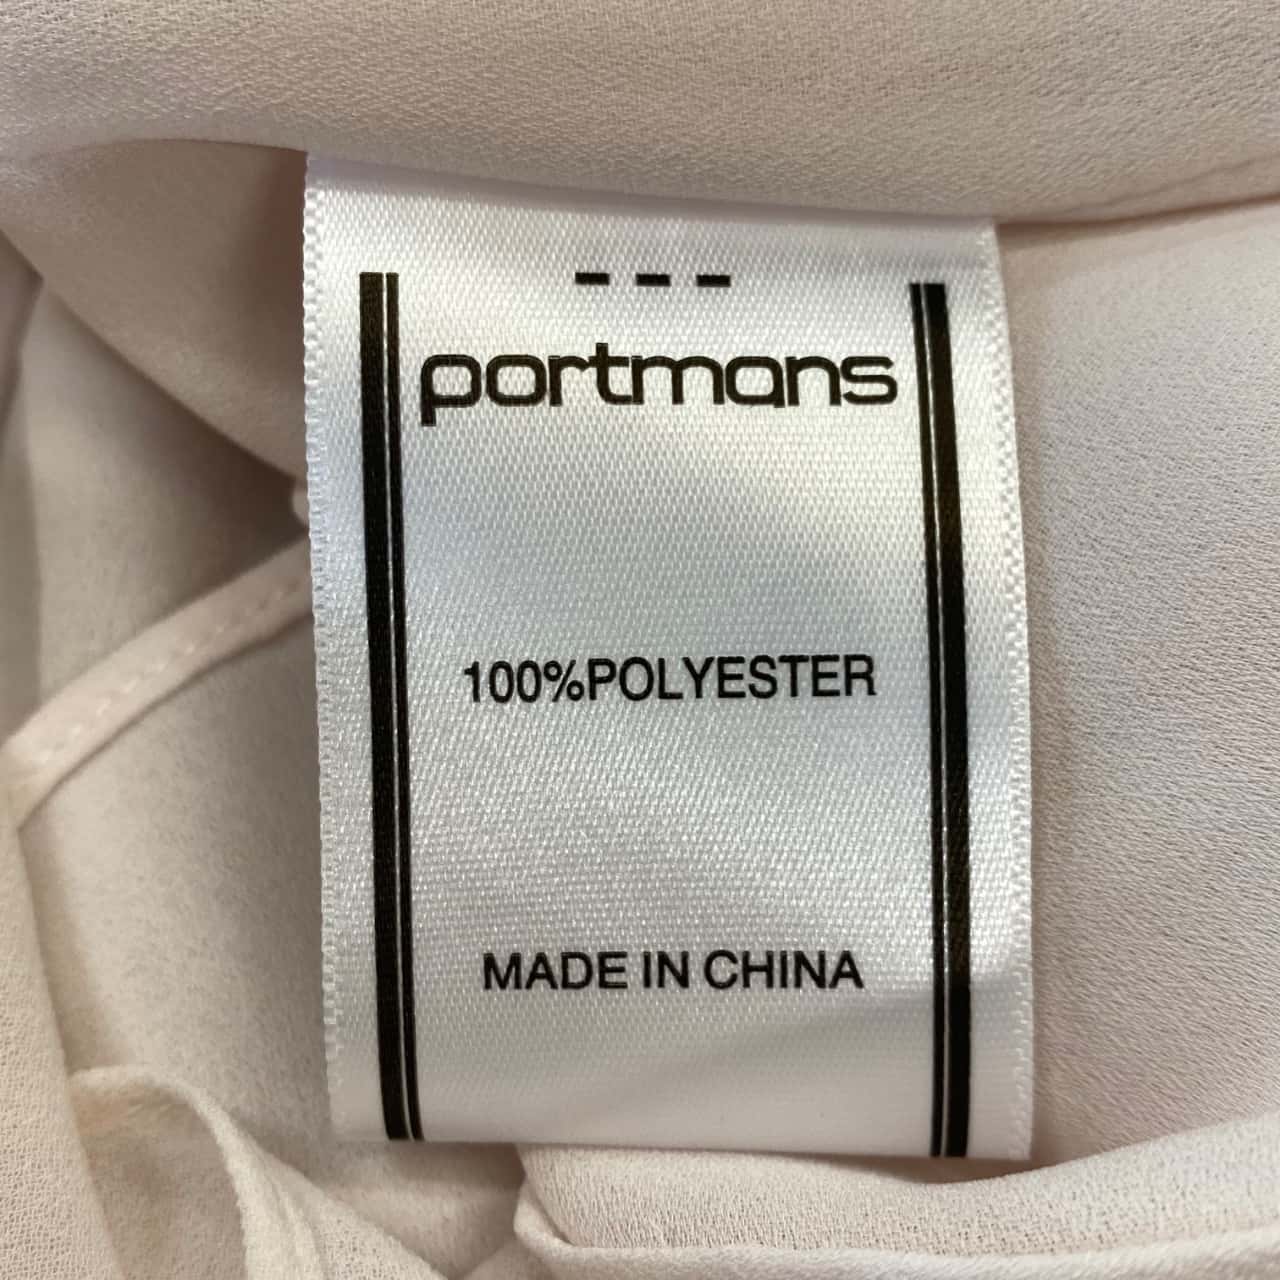 portmans
100%POLYESTER
MADE IN CHINA